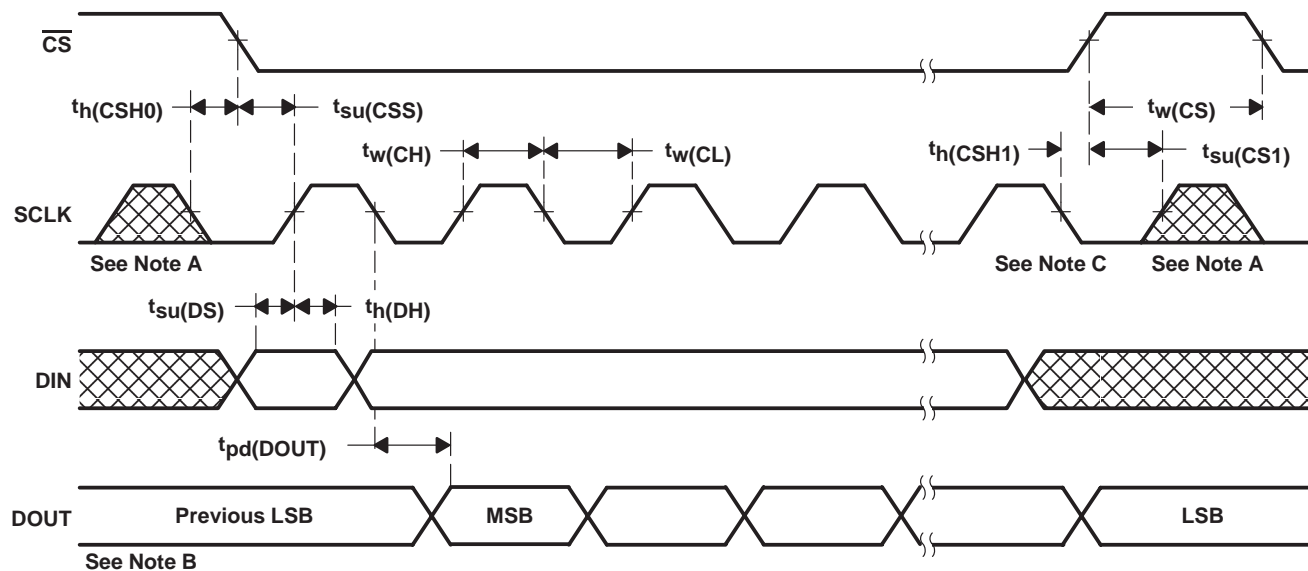 CS
th(CSH0)
tsu(CSS)
tw(CH)
tw(CL)
tw(CS)
th(CSH1)
tsu(CS1)
SCLK
See Note A
See Note C
See Note A
tsu(DS)
th(DH)
DIN
tpd(DOUT)
DOUT
Previous LSB
MSB
LSB
See Note B